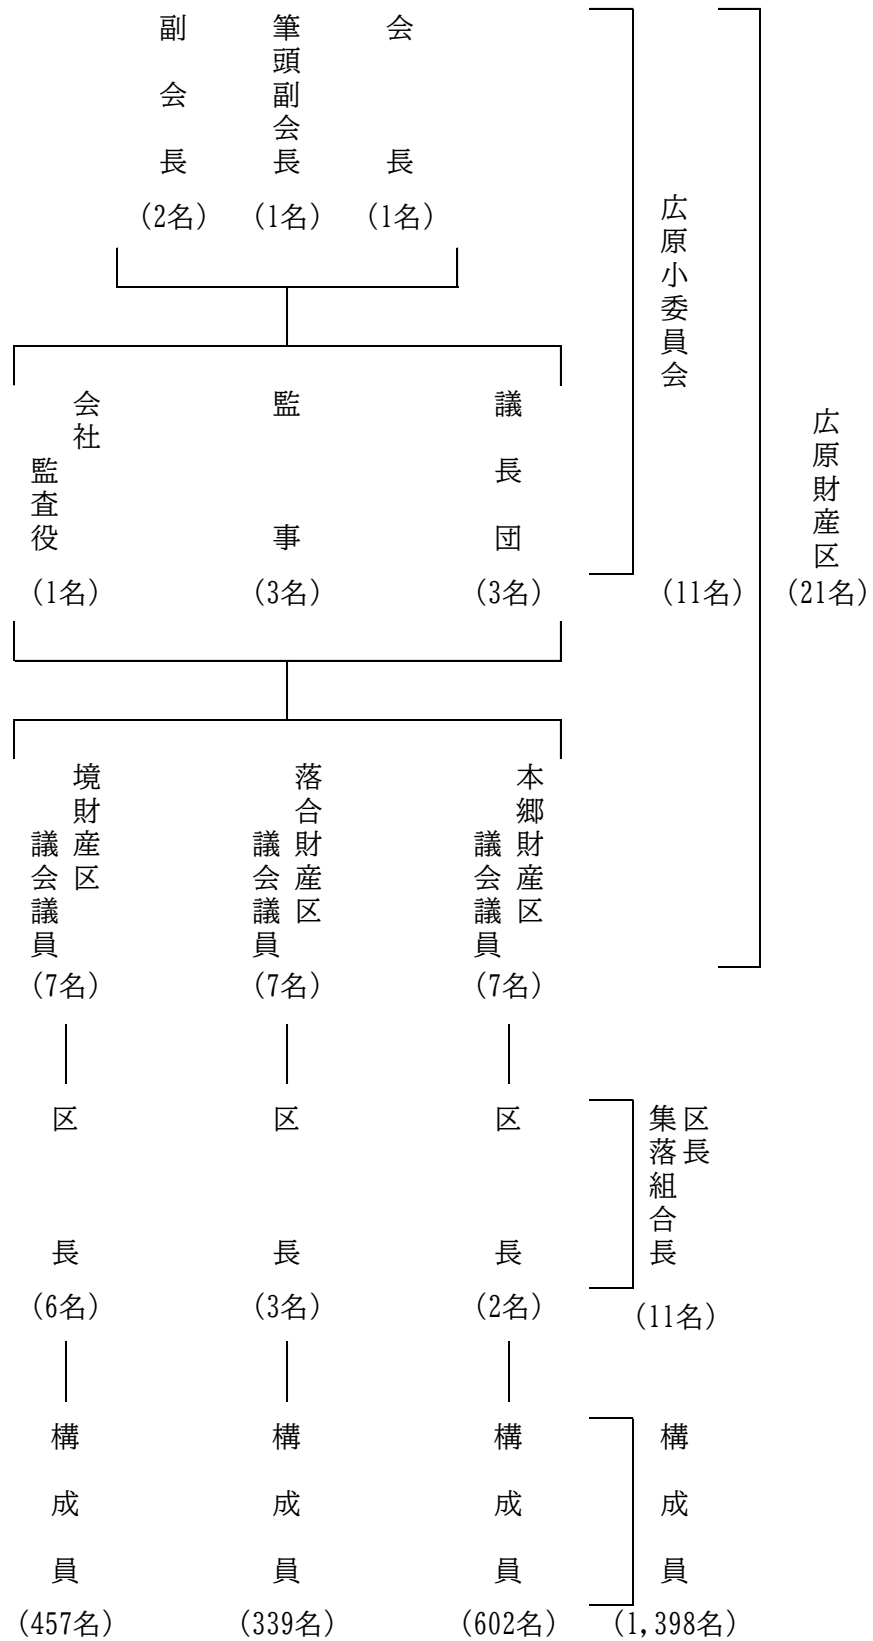 会長
(1名)
筆頭副会長
(1名)
副会長
(2名)
広原小委員会
(11名)
広原財産区
(21名)
議長団
(3名)
監事
(3名)
会社
監査役
(1名)
本郷財産区
議会議員
(7名)
落合財産区
議会議員
(7名)
境財産区
議会議員
(7名)
区長
(2名)
区長
(3名)
区長
(6名)
区長
集落組合長
(11名)
構成員
(602名)
構成員
(339名)
構成員
(457名)
構成員
(1,398名)